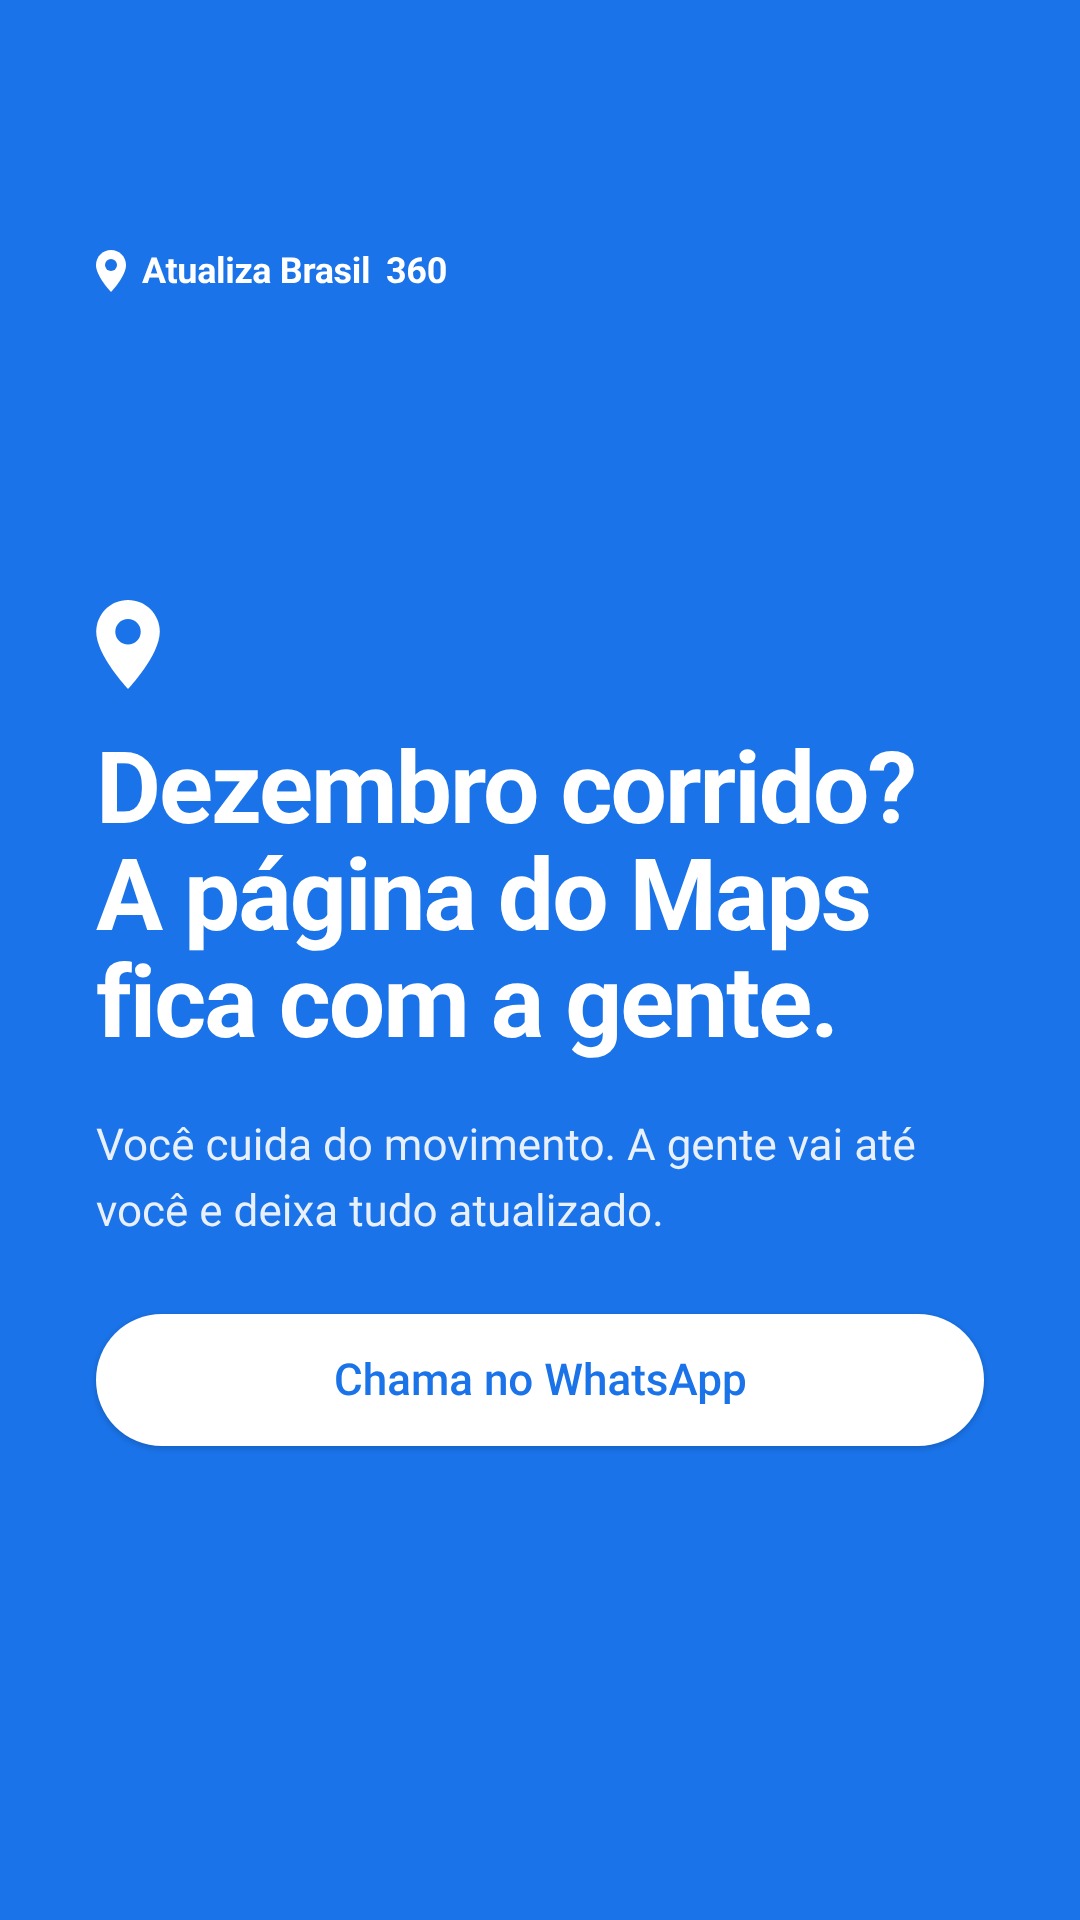 Atualiza Brasil 360
Dezembro corrido?
A página do Maps
fica com a gente.
Você cuida do movimento. A gente vai até
você e deixa tudo atualizado.
Chama no WhatsApp